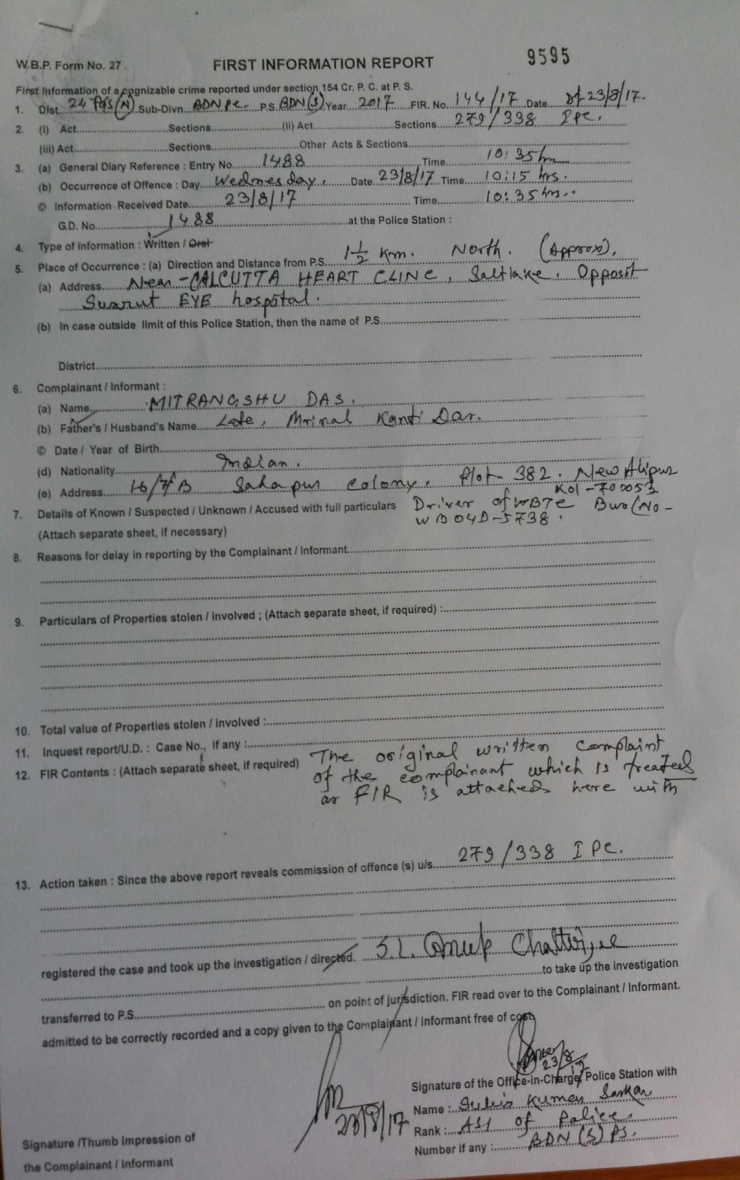 9595
W.B.P. Form No. 27 FIRST INFORMATION REPORT
First Information of a cognizable crime reported under section 154 Cr. P. C. at P. S.
1. Dist. 24 Pgs (N) Sub-Divn. BDN P.S. BDN (S) Year 2017 FIR. No. 144/17 Date 23/8/17.
2. (I) Act Sections (ii) Act Sections 279/338 IPC.
(iii) Act Sections Other Acts & Sections
3. (a) General Diary Reference : Entry No. 1488 Time 10:35 hrs
(b) Occurrence of Offence : Day Wednesday, Date 23/8/17 Time 10:15 hrs.
© Information Received Date 23/8/17 Time 10:35 hrs.
G.D. No. 1488 at the Police Station :
4. Type of information : Written / Oral
5. Place of Occurrence : (a) Direction and Distance from P.S. 1½ Km. North. (Approx).
(a) Address Near - CALCUTTA HEART CLINC, Saltlake. Opposit
EYE hospital.
(b) In case outside limit of this Police Station, then the name of P.S
District
6. Complainant / Informant :
(a) Name MITRANGSHU DAS.
(b) Father's / Husband's Name Late, Mrinal Kanti Das.
© Date / Year of Birth
(d) Nationality Indian.
(e) Address 16/7B Sahapur Colony, Plot- 382. New Alipur
Kol - 700053
7. Details of Known / Suspected / Unknown / Accused with full particulars Driver of WBTC Bus (No -
WB04D-5738.
(Attach separate sheet, if necessary)
8. Reasons for delay in reporting by the Complainant / Informant
9. Particulars of Properties stolen / involved ; (Attach separate sheet, if required) :
10. Total value of Properties stolen / involved :
11. Inquest report/U.D. : Case No., if any :
12. FIR Contents : (Attach separate sheet, if required) The original written complaint
of the complainant which is treated
as FIR is attached here with
13. Action taken : Since the above report reveals commission of offence (s) u/s. 279/338 IPC.
registered the case and took up the investigation / directed. S.I. Anup Chatterjee
to take up the investigation
transferred to P.S. on point of jurisdiction. FIR read over to the Complainant / Informant.
admitted to be correctly recorded and a copy given to the Complainant / Informant free of cost
23/8
23/8/17
Signature of the Office-in-Charge Police Station with
Name : Kumar Sarkar
Rank : ASI of Police.
Number if any : BDN (S) PS.
Signature /Thumb Impression of
the Complainant / Informant